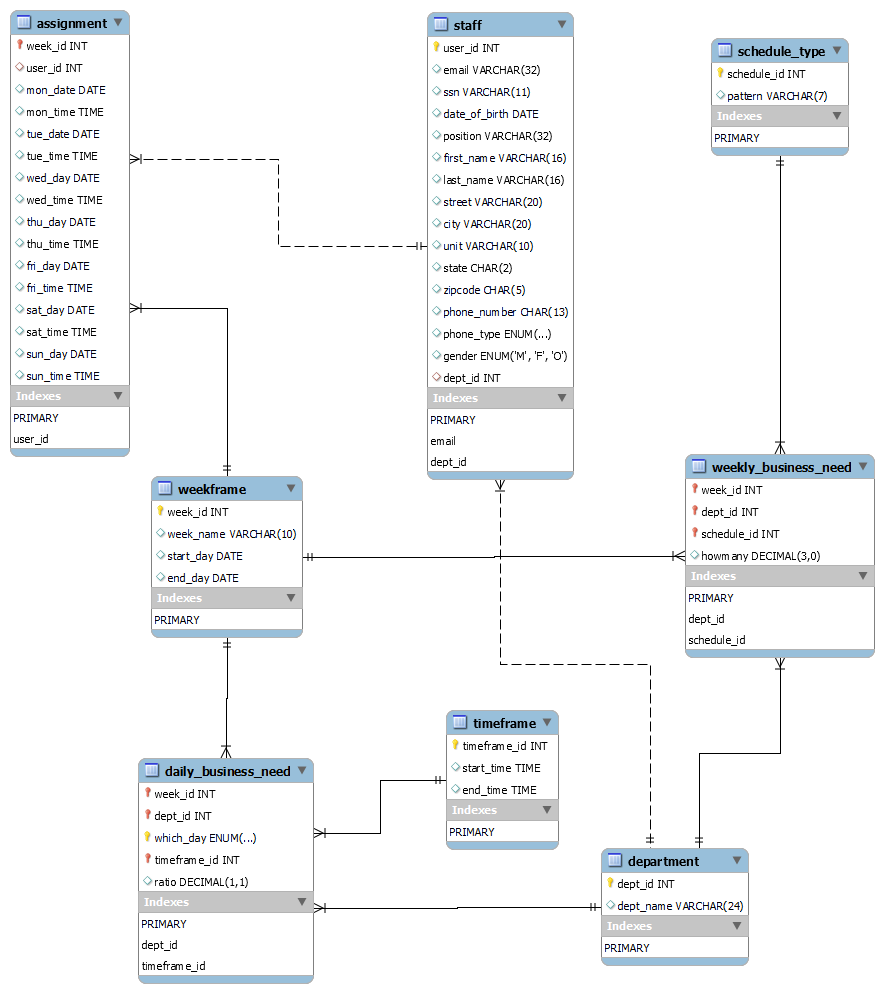 assignment
week_id INT
user_id INT
mon_date DATE
mon_time TIME
tue_date DATE
tue_time TIME
wed_day DATE
wed_time TIME
thu_day DATE
thu_time TIME
fri_day DATE
fri_time TIME
sat_day DATE
sat_time TIME
sun_day DATE
sun_time TIME
Indexes
PRIMARY
user_id
staff
user_id INT
email VARCHAR(32)
ssn VARCHAR(11)
date_of_birth DATE
position VARCHAR(32)
first_name VARCHAR(16)
last_name VARCHAR(16)
street VARCHAR(20)
city VARCHAR(20)
unit VARCHAR(10)
state CHAR(2)
zipcode CHAR(5)
phone_number CHAR(13)
phone_type ENUM(...)
gender ENUM('M', 'F', 'O')
dept_id INT
Indexes
PRIMARY
email
dept_id
schedule_type
schedule_id INT
pattern VARCHAR(7)
Indexes
PRIMARY
weekframe
week_id INT
week_name VARCHAR(10)
start_day DATE
end_day DATE
Indexes
PRIMARY
weekly_business_need
week_id INT
dept_id INT
schedule_id INT
howmany DECIMAL(3,0)
Indexes
PRIMARY
dept_id
schedule_id
daily_business_need
week_id INT
dept_id INT
which_day ENUM(...)
timeframe_id INT
ratio DECIMAL(1,1)
Indexes
PRIMARY
dept_id
timeframe_id
timeframe
timeframe_id INT
start_time TIME
end_time TIME
Indexes
PRIMARY
department
dept_id INT
dept_name VARCHAR(24)
Indexes
PRIMARY